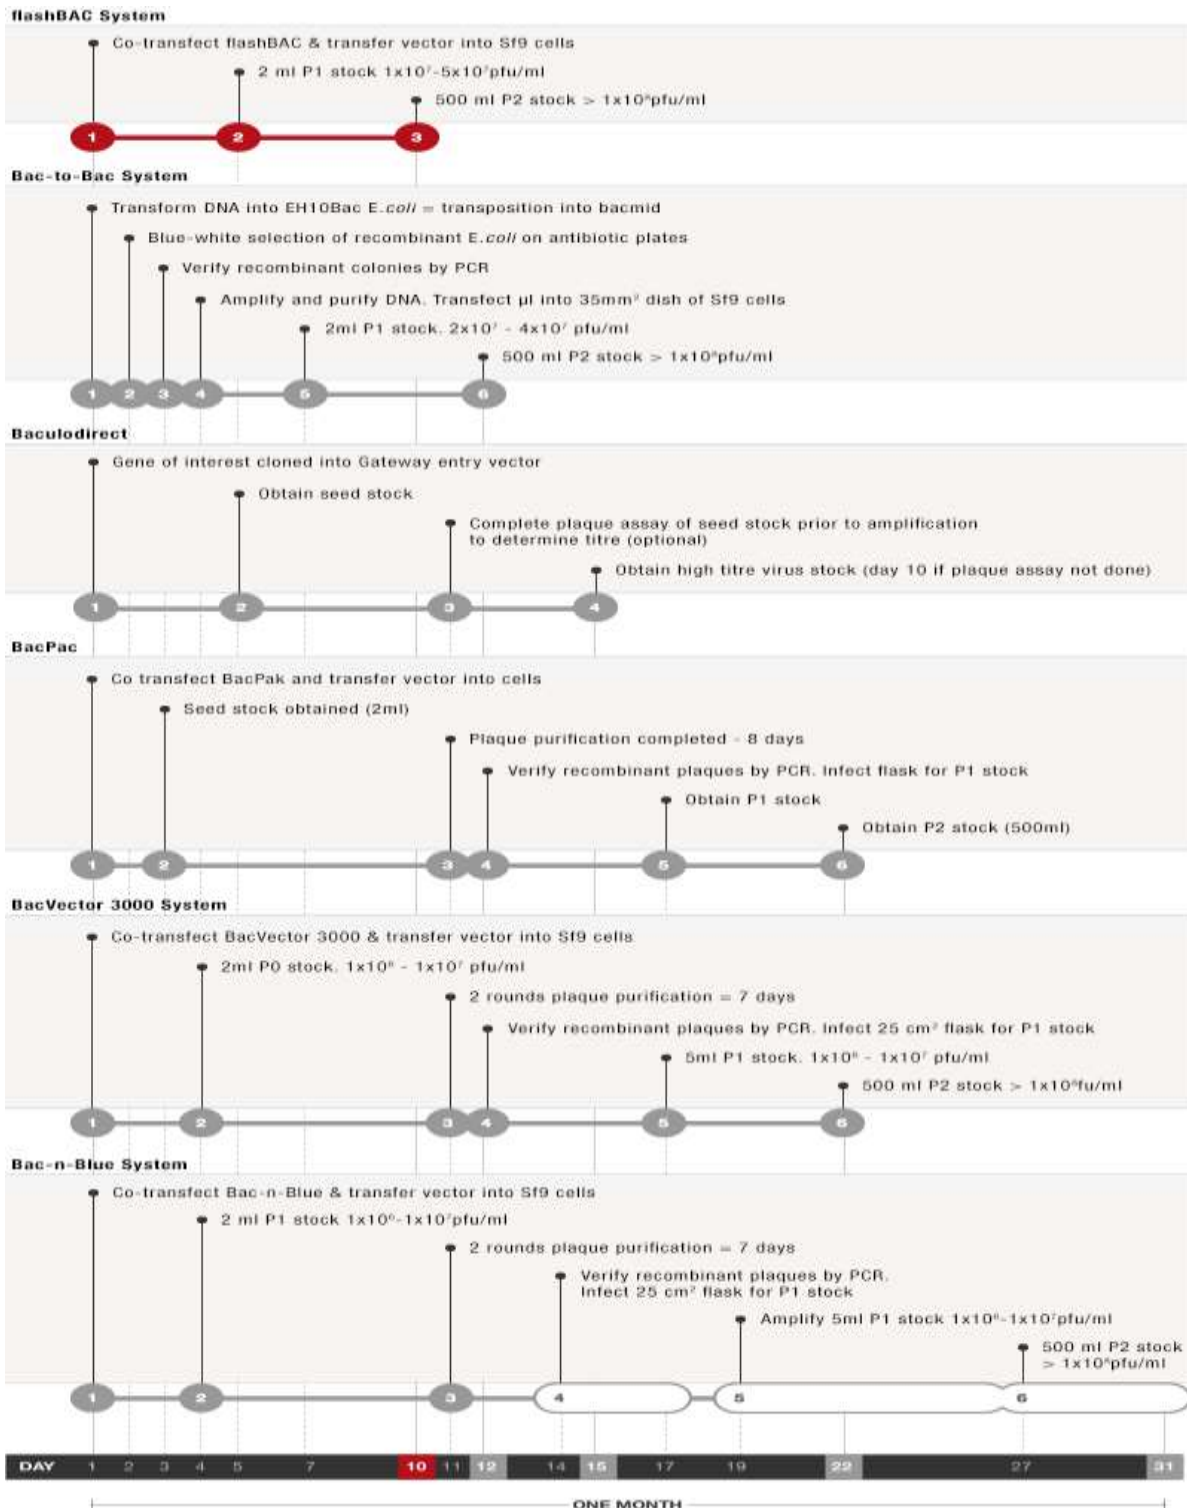 flashBAC System
Co-transfect flashBAC & transfer vector into Sf9 cells
2 ml P1 stock 1x10⁷-5x10⁷pfu/ml
500 ml P2 stock > 1x10⁸pfu/ml
1 2 3
Bac-to-Bac System
Transform DNA into EH10Bac E.coli = transposition into bacmid
Blue-white selection of recombinant E.coli on antibiotic plates
Verify recombinant colonies by PCR
Amplify and purify DNA. Transfect µl into 35mm² dish of Sf9 cells
2ml P1 stock. 2x10⁷ - 4x10⁷ pfu/ml
500 ml P2 stock > 1x10⁸pfu/ml
1 2 3 4 5 6
Baculodirect
Gene of interest cloned into Gateway entry vector
Obtain seed stock
Complete plaque assay of seed stock prior to amplification
to determine titre (optional)
Obtain high titre virus stock (day 10 if plaque assay not done)
1 2 3 4
BacPac
Co transfect BacPak and transfer vector into cells
Seed stock obtained (2ml)
Plaque purification completed - 8 days
Verify recombinant plaques by PCR. Infect flask for P1 stock
Obtain P1 stock
Obtain P2 stock (500ml)
1 2 3 4 5 6
BacVector 3000 System
Co-transfect BacVector 3000 & transfer vector into Sf9 cells
2ml P0 stock. 1x10⁶ - 1x10⁷ pfu/ml
2 rounds plaque purification = 7 days
Verify recombinant plaques by PCR. Infect 25 cm² flask for P1 stock
5ml P1 stock. 1x10⁶ - 1x10⁷ pfu/ml
500 ml P2 stock > 1x10⁸fu/ml
1 2 3 4 5 6
Bac-n-Blue System
Co-transfect Bac-n-Blue & transfer vector into Sf9 cells
2 ml P1 stock 1x10⁶-1x10⁷pfu/ml
2 rounds plaque purification = 7 days
Verify recombinant plaques by PCR.
Infect 25 cm² flask for P1 stock
Amplify 5ml P1 stock 1x10⁶-1x10⁷pfu/ml
500 ml P2 stock
> 1x10⁸pfu/ml
1 2 3 4 5 6
DAY 1 2 3 4 5 7 10 11 12 14 15 17 19 22 27 31
ONE MONTH